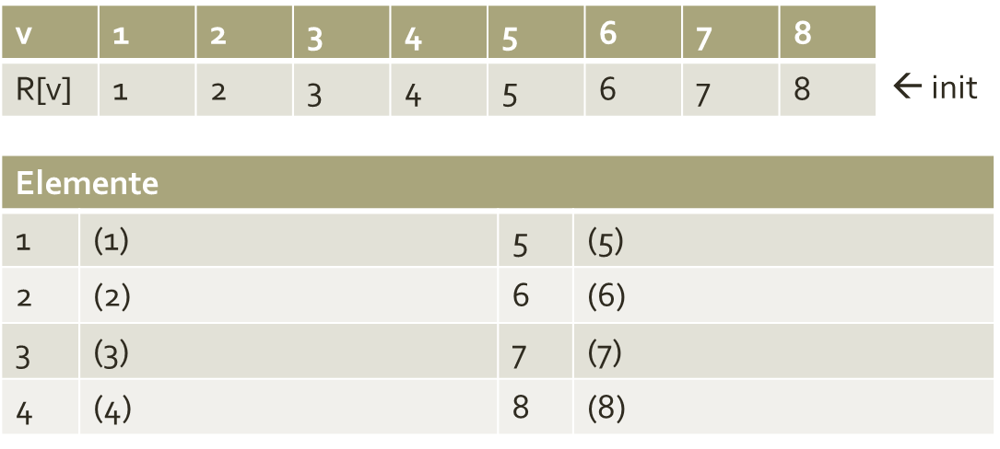 v 1 2 3 4 5 6 7 8
R[v] 1 2 3 4 5 6 7 8 ← init
Elemente
1 (1) 5 (5)
2 (2) 6 (6)
3 (3) 7 (7)
4 (4) 8 (8)